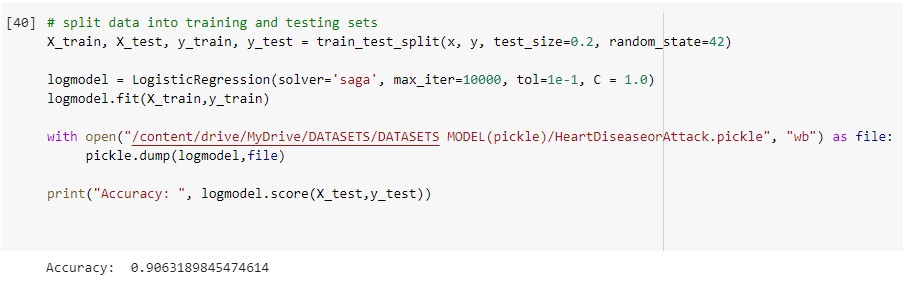 [40] # split data into training and testing sets
X_train, X_test, y_train, y_test = train_test_split(x, y, test_size=0.2, random_state=42)
logmodel = LogisticRegression(solver='saga', max_iter=10000, tol=1e-1, C = 1.0)
logmodel.fit(X_train,y_train)
with open("/content/drive/MyDrive/DATASETS/DATASETS MODEL(pickle)/HeartDiseaseorAttack.pickle", "wb") as file:
pickle.dump(logmodel,file)
print("Accuracy: ", logmodel.score(X_test,y_test))
Accuracy:  0.9063189845474614